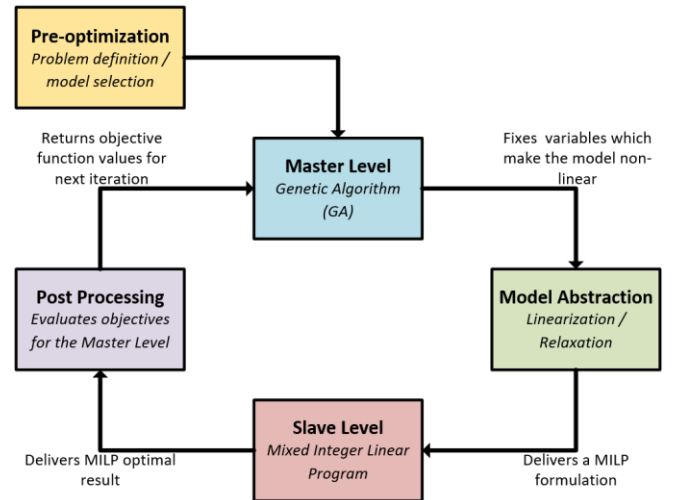 Pre-optimization
Problem definition /
model selection
Returns objective
function values for
next iteration
Master Level
Genetic Algorithm
(GA)
Fixes variables which
make the model non-
linear
Post Processing
Evaluates objectives
for the Master Level
Model Abstraction
Linearization /
Relaxation
Slave Level
Mixed Integer Linear
Program
Delivers MILP optimal
result
Delivers a MILP
formulation